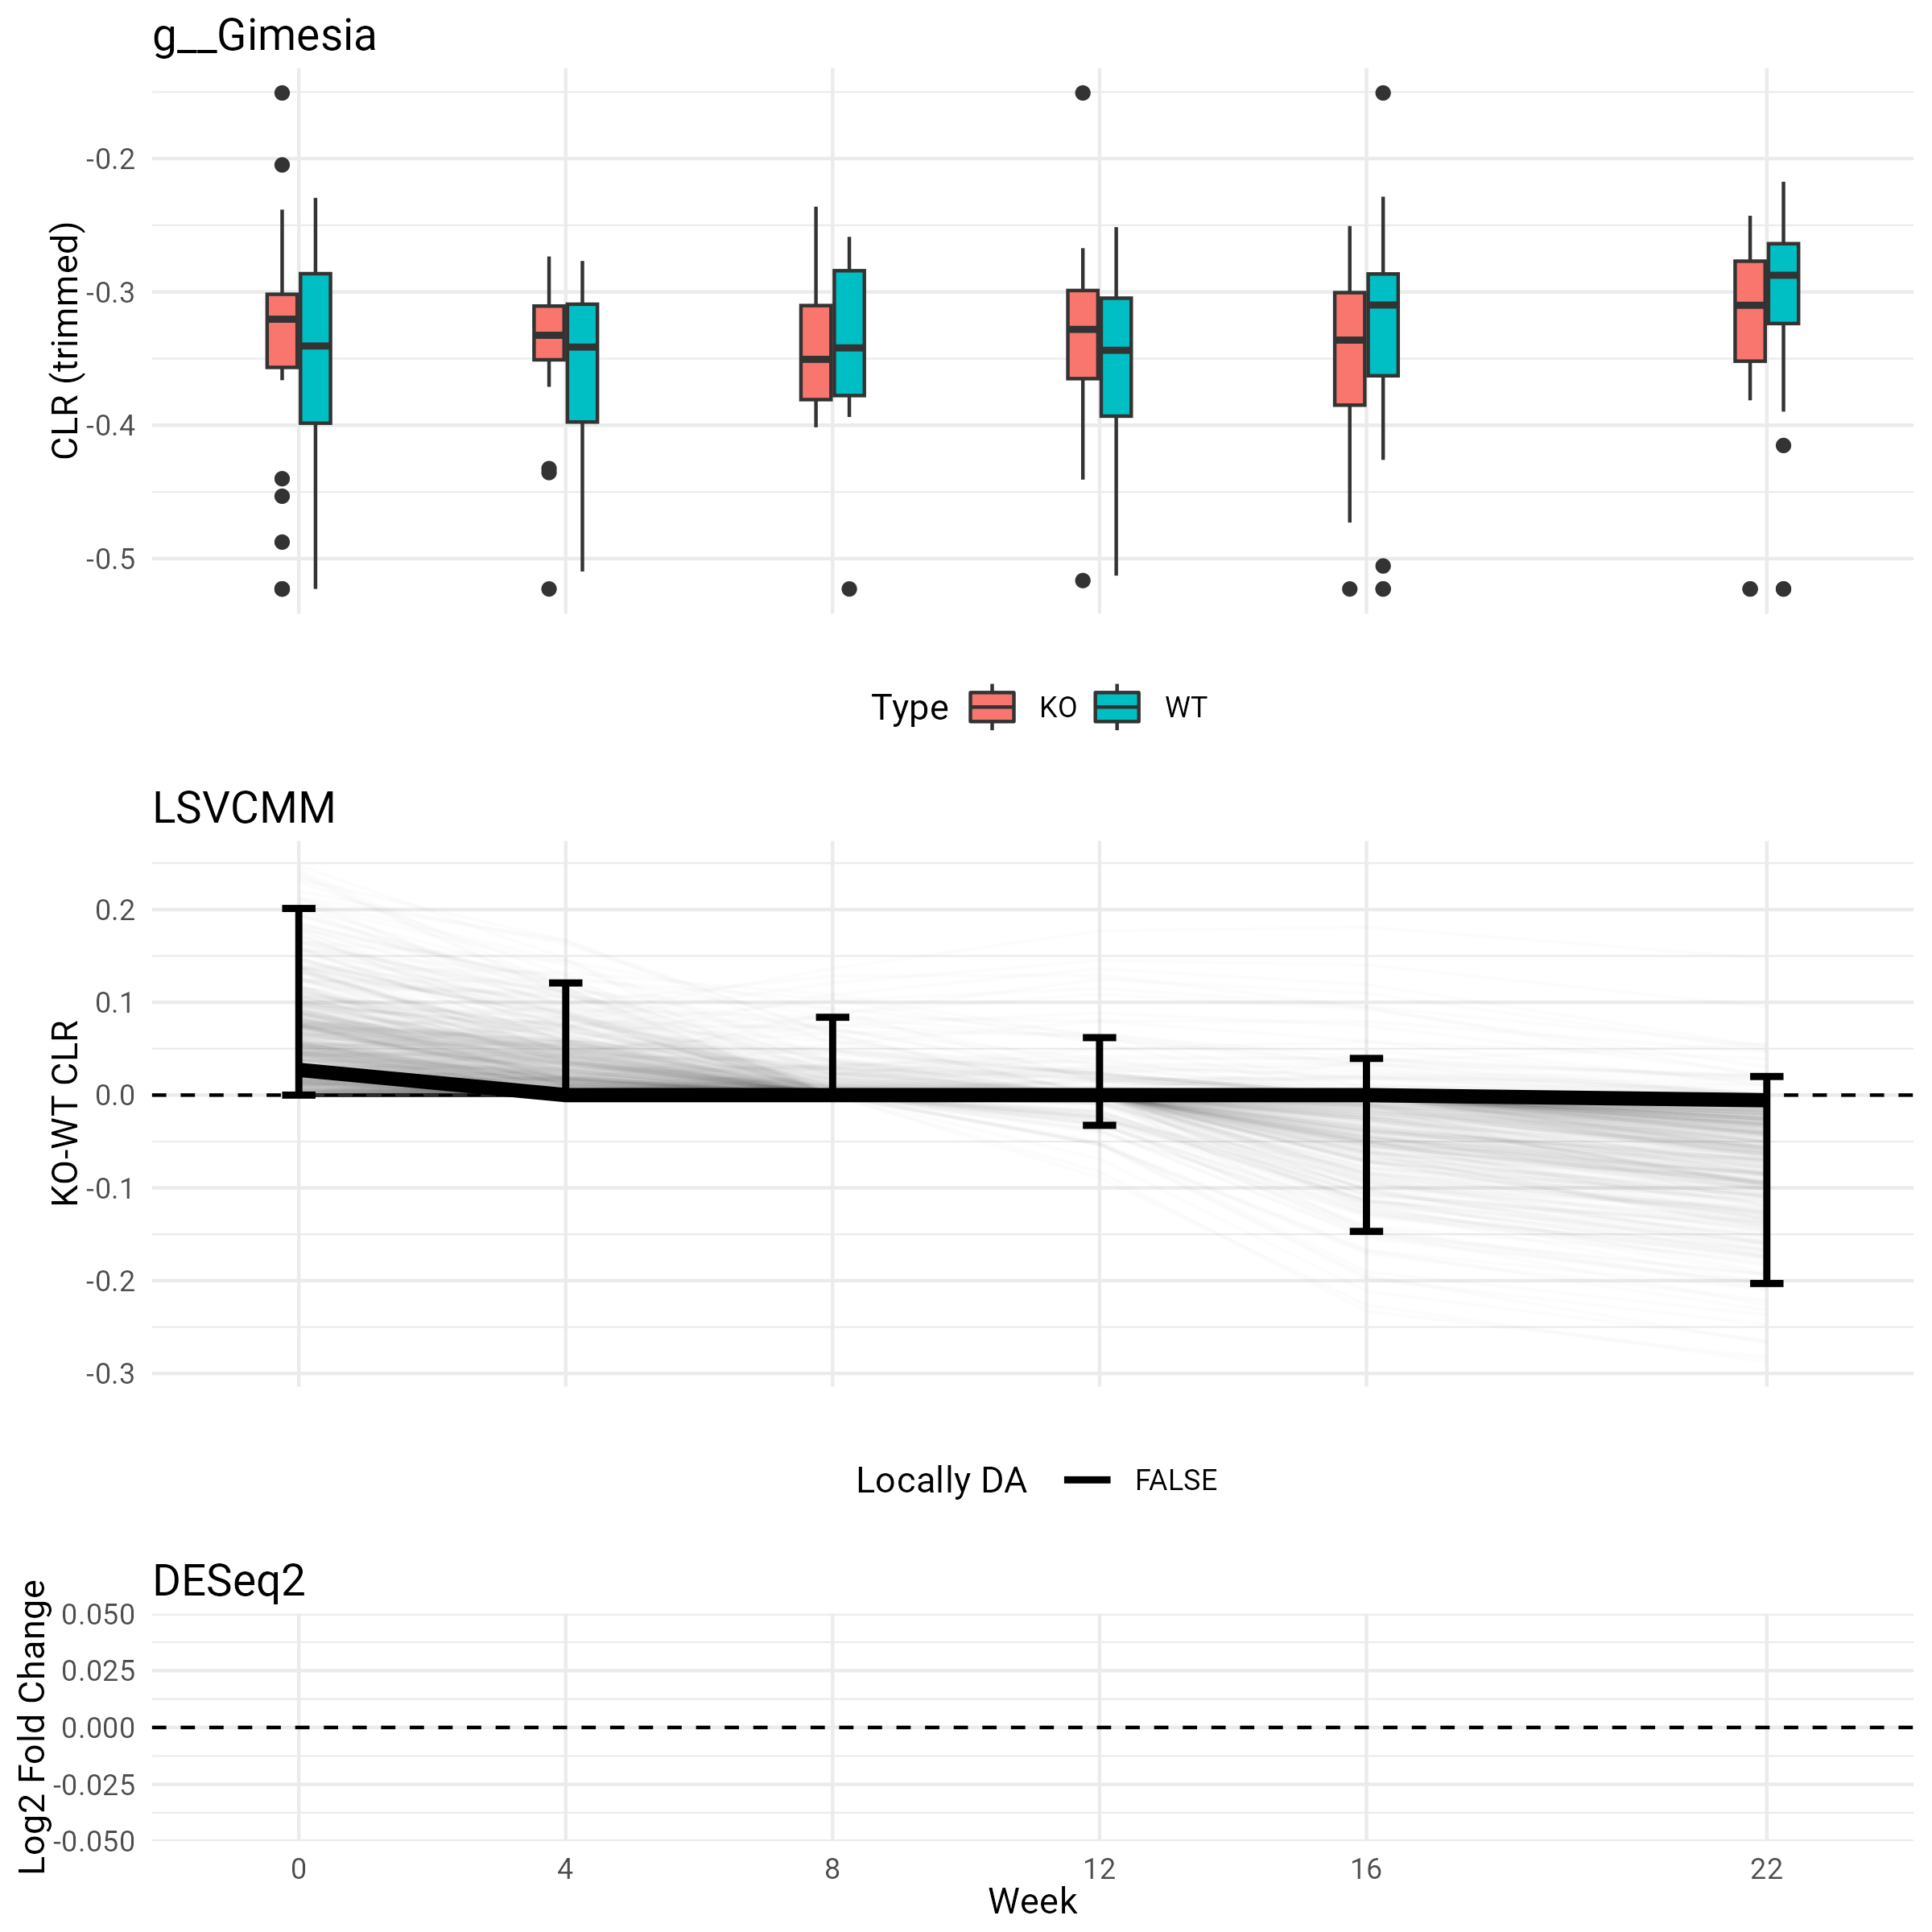 g__Gimesia
CLR (trimmed)
-0.2
-0.3
-0.4
-0.5
Type KO WT
LSVCMM
KO-WT CLR
0.2
0.1
0.0
-0.1
-0.2
-0.3
Locally DA FALSE
DESeq2
Log2 Fold Change
0.050
0.025
0.000
-0.025
-0.050
0 4 8 12 16 22
Week